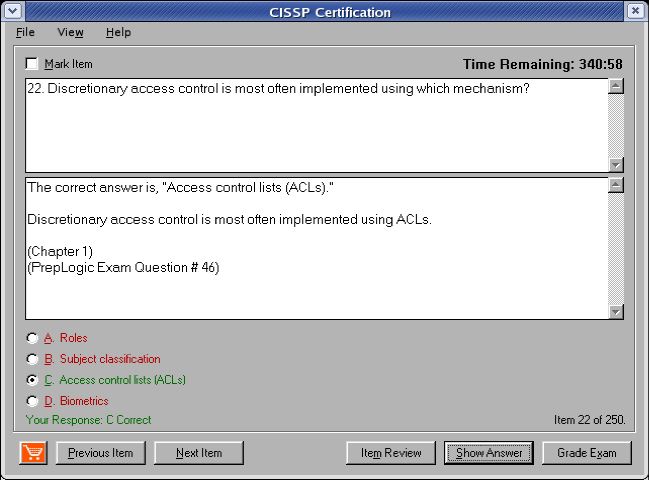 CISSP Certification
File View Help
Mark Item Time Remaining: 340:58
22. Discretionary access control is most often implemented using which mechanism?
The correct answer is, "Access control lists (ACLs)."
Discretionary access control is most often implemented using ACLs.
(Chapter 1)
(PrepLogic Exam Question # 46)
A. Roles
B. Subject classification
C. Access control lists (ACLs)
D. Biometrics
Your Response: C Correct Item 22 of 250.
Previous Item Next Item Item Review Show Answer Grade Exam